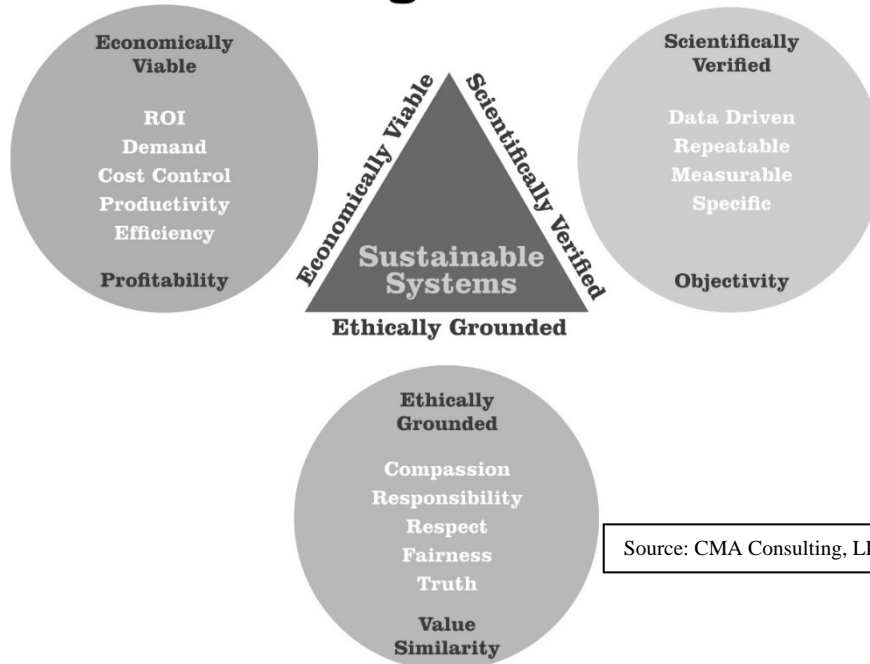 Economically
Viable
ROI
Demand
Cost Control
Productivity
Efficiency
Profitability
Economically Viable
Scientifically Verified
Sustainable
Systems
Ethically Grounded
Scientifically
Verified
Data Driven
Repeatable
Measurable
Specific
Objectivity
Ethically
Grounded
Compassion
Responsibility
Respect
Fairness
Truth
Value
Similarity
Source: CMA Consulting,